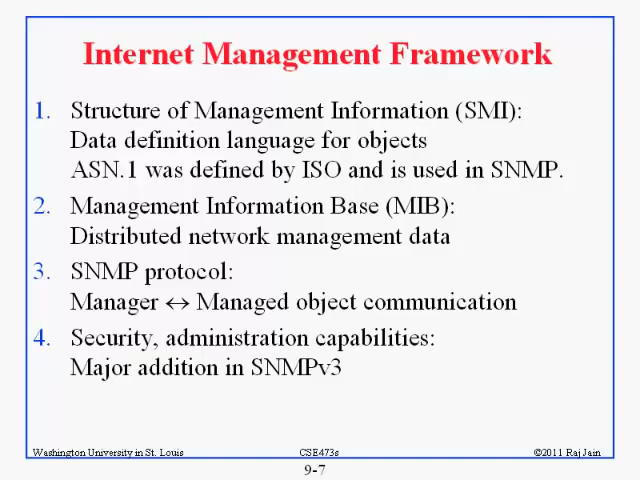 Internet Management Framework
1. Structure of Management Information (SMI):
Data definition language for objects
ASN.1 was defined by ISO and is used in SNMP.
2. Management Information Base (MIB):
Distributed network management data
3. SNMP protocol:
Manager ↔ Managed object communication
4. Security, administration capabilities:
Major addition in SNMPv3
Washington University in St. Louis CSE473s ©2011 Raj Jain
9-7